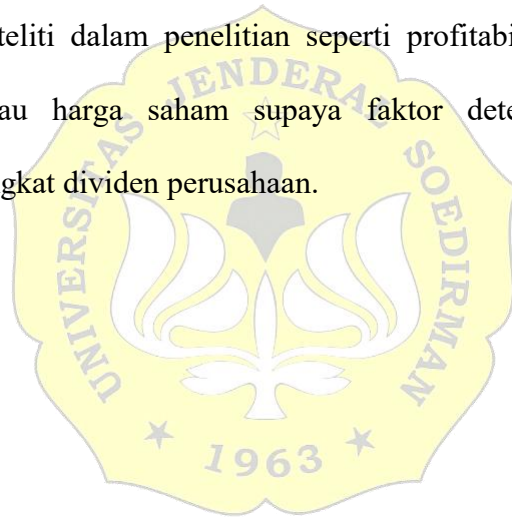 teliti dalam penelitian seperti profitabi
au harga saham supaya faktor dete
gkat dividen perusahaan.
UNIVERSITAS JENDERAL SOEDIRMAN
1963